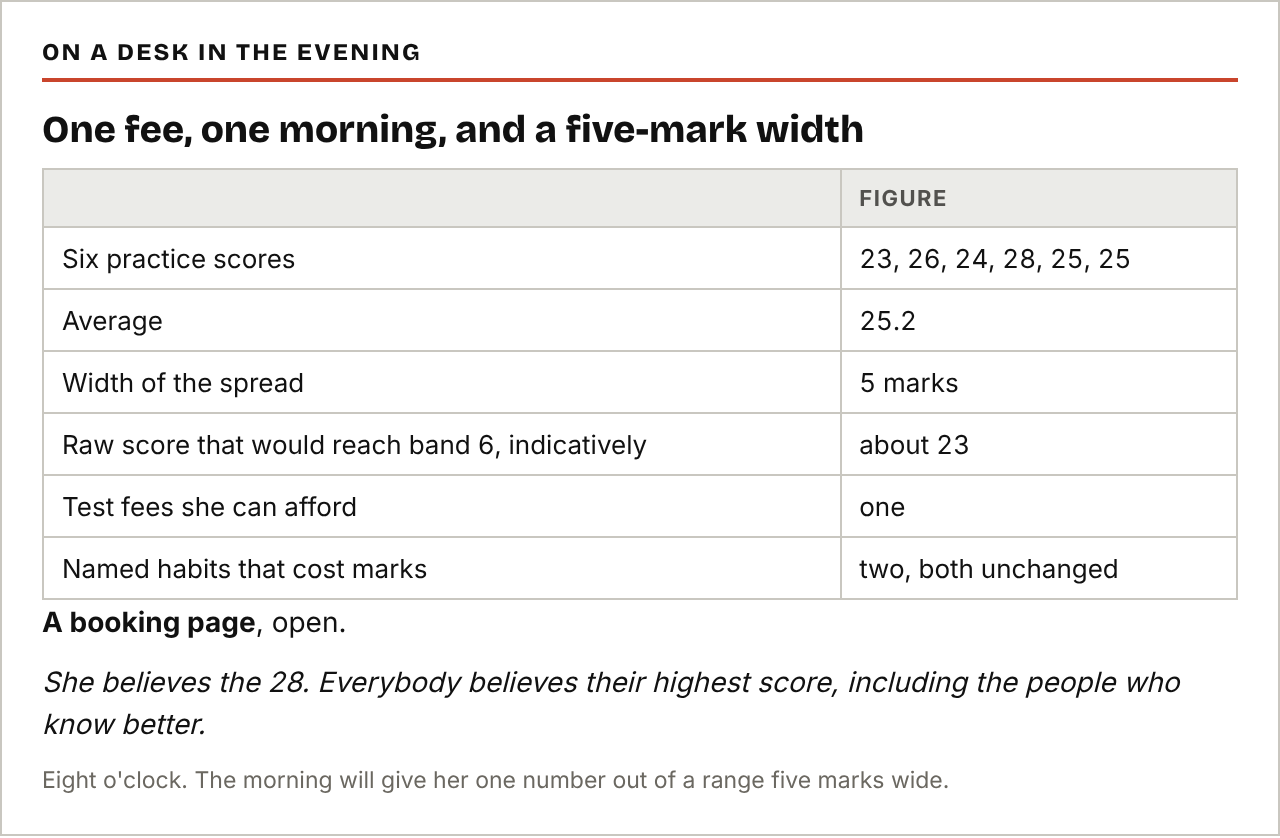 ON A DESK IN THE EVENING
One fee, one morning, and a five-mark width
FIGURE
Six practice scores 23, 26, 24, 28, 25, 25
Average 25.2
Width of the spread 5 marks
Raw score that would reach band 6, indicatively about 23
Test fees she can afford one
Named habits that cost marks two, both unchanged
A booking page, open.
She believes the 28. Everybody believes their highest score, including the people who
know better.
Eight o'clock. The morning will give her one number out of a range five marks wide.